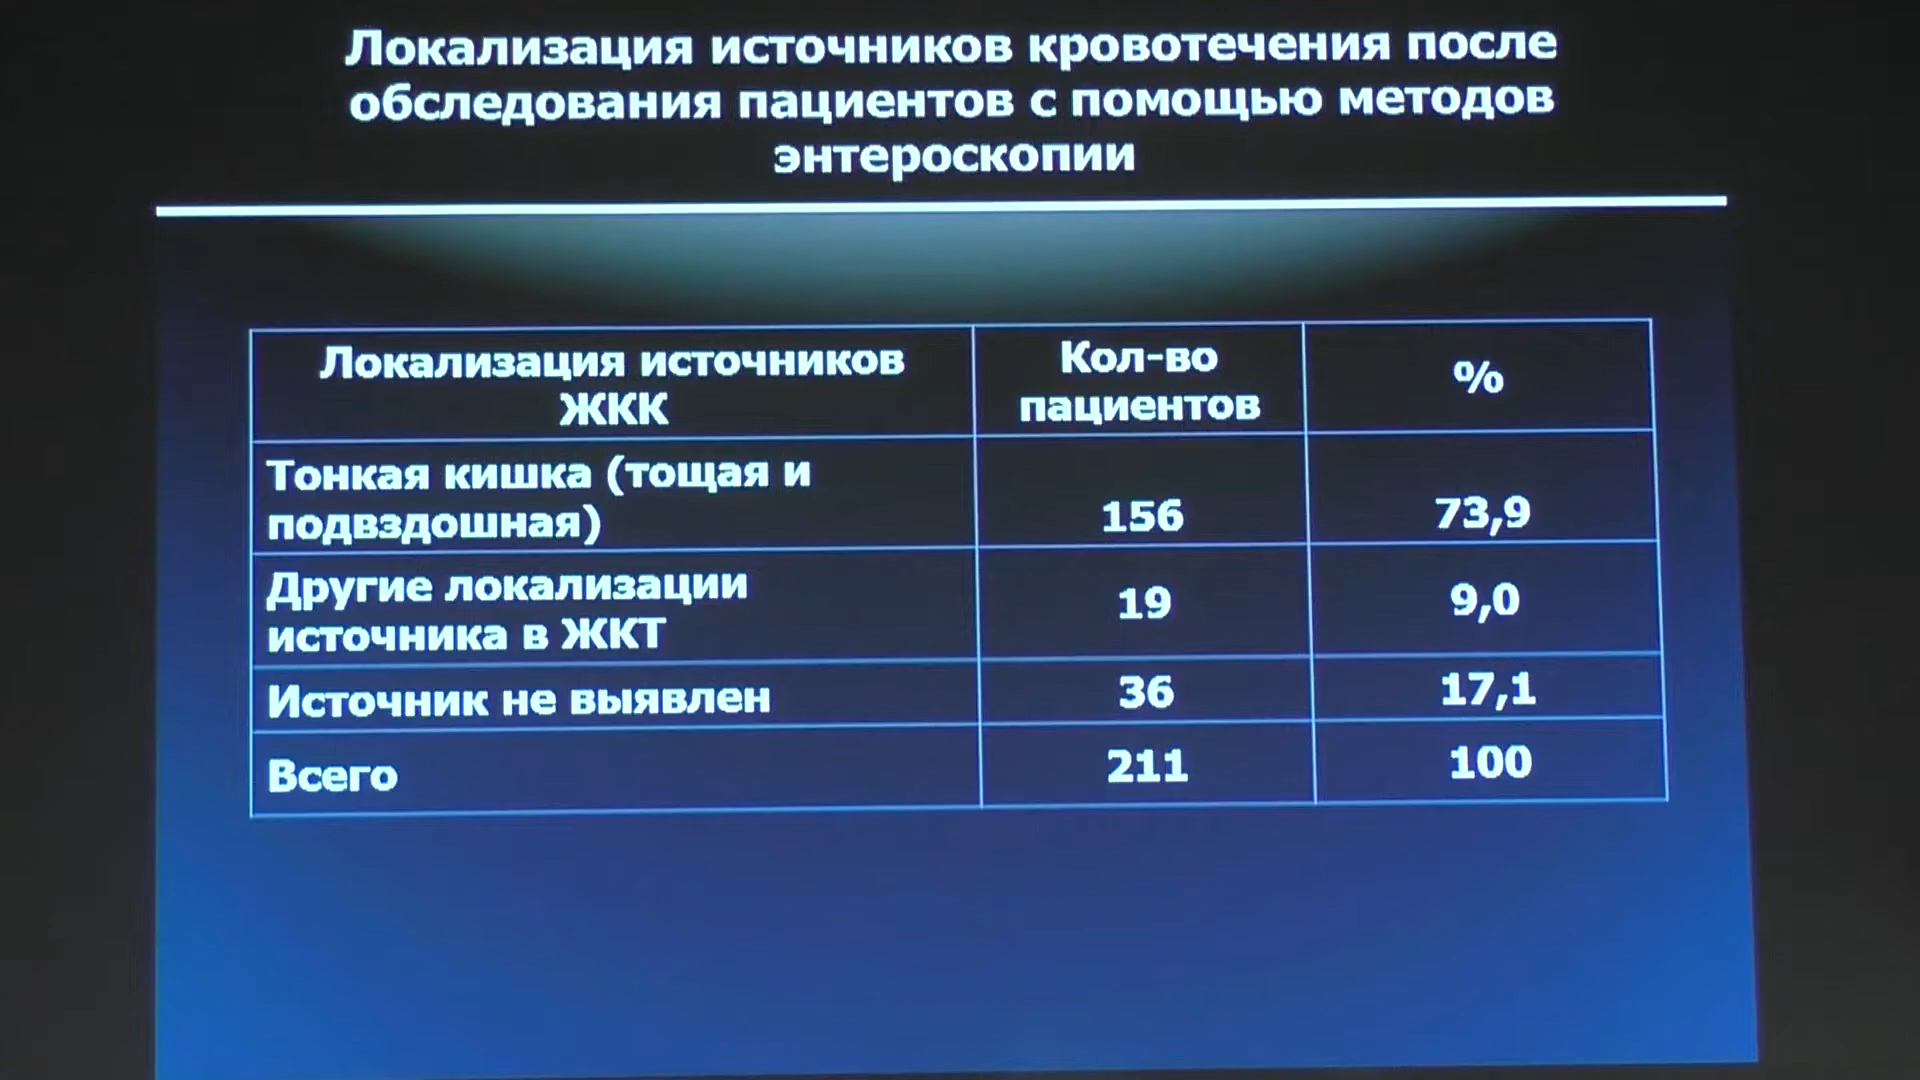 Локализация источников кровотечения после
обследования пациентов с помощью методов
энтероскопии
Локализация источников
ЖКК
Кол-во
пациентов
%
Тонкая кишка (тощая и
подвздошная)
156
73,9
Другие локализации
источника в ЖКТ
19
9,0
Источник не выявлен
36
17,1
Всего
211
100